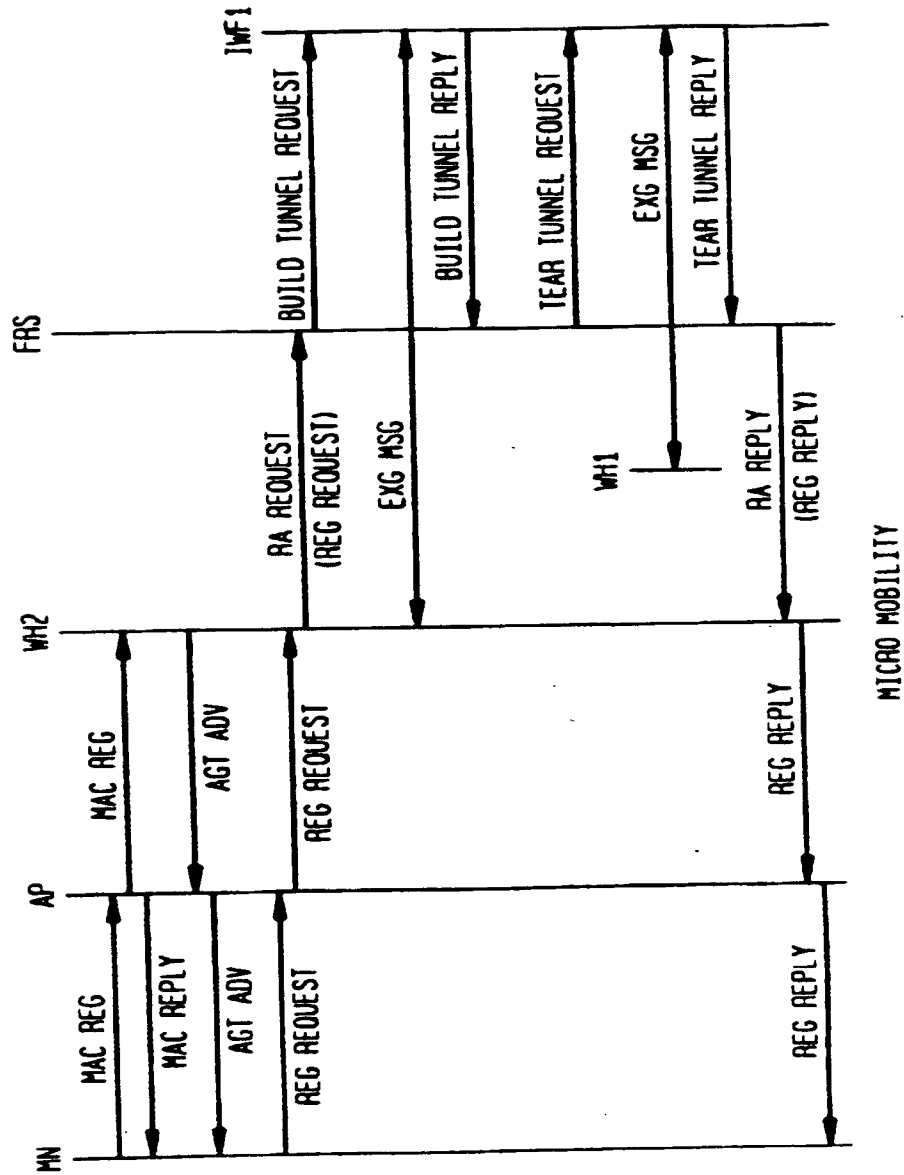 MN
AP
WH2
FRS
IWF1
MAC REG
MAC REG
MAC REPLY
AGT ADV
AGT ADV
REG REQUEST
REG REQUEST
RA REQUEST
(REG REQUEST)
BUILD TUNNEL REQUEST
EXG MSG
BUILD TUNNEL REPLY
TEAR TUNNEL REQUEST
WH1
EXG MSG
TEAR TUNNEL REPLY
RA REPLY
(REG REPLY)
REG REPLY
REG REPLY
MICRO MOBILITY